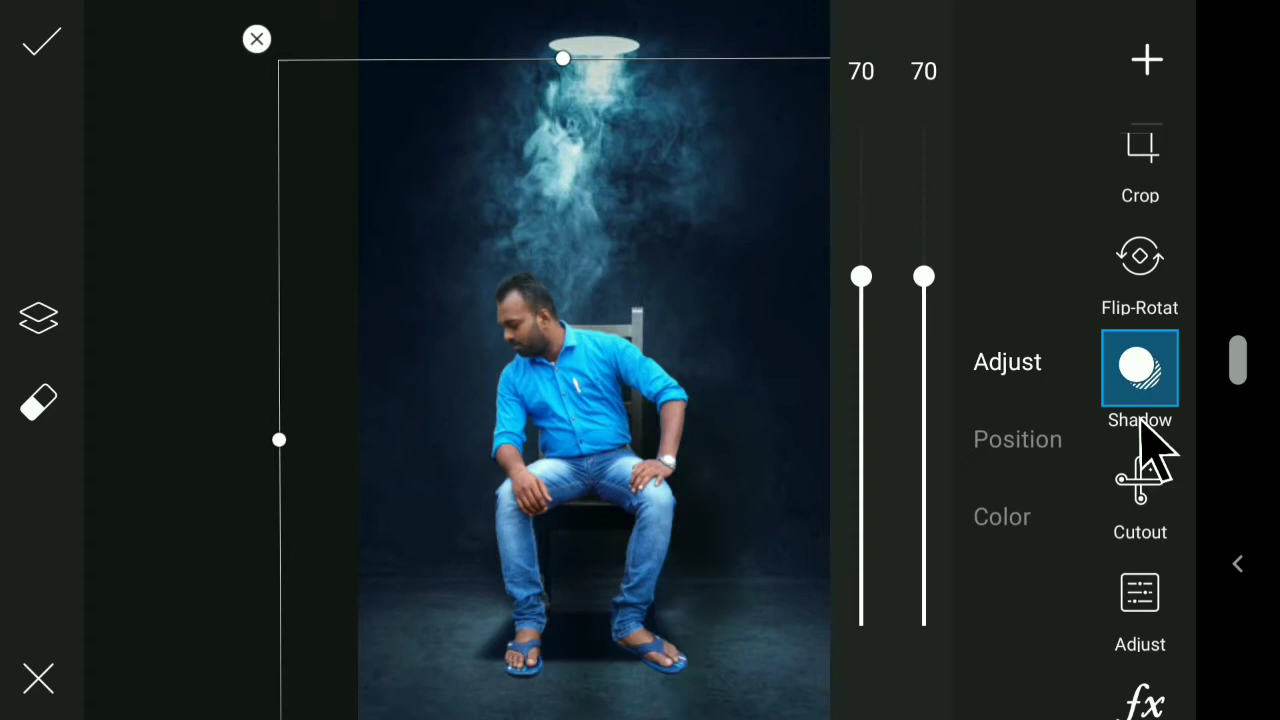 70 70
Crop
Flip-Rotat
Adjust
Shadow
Position
Color
Cutout
Adjust
fx